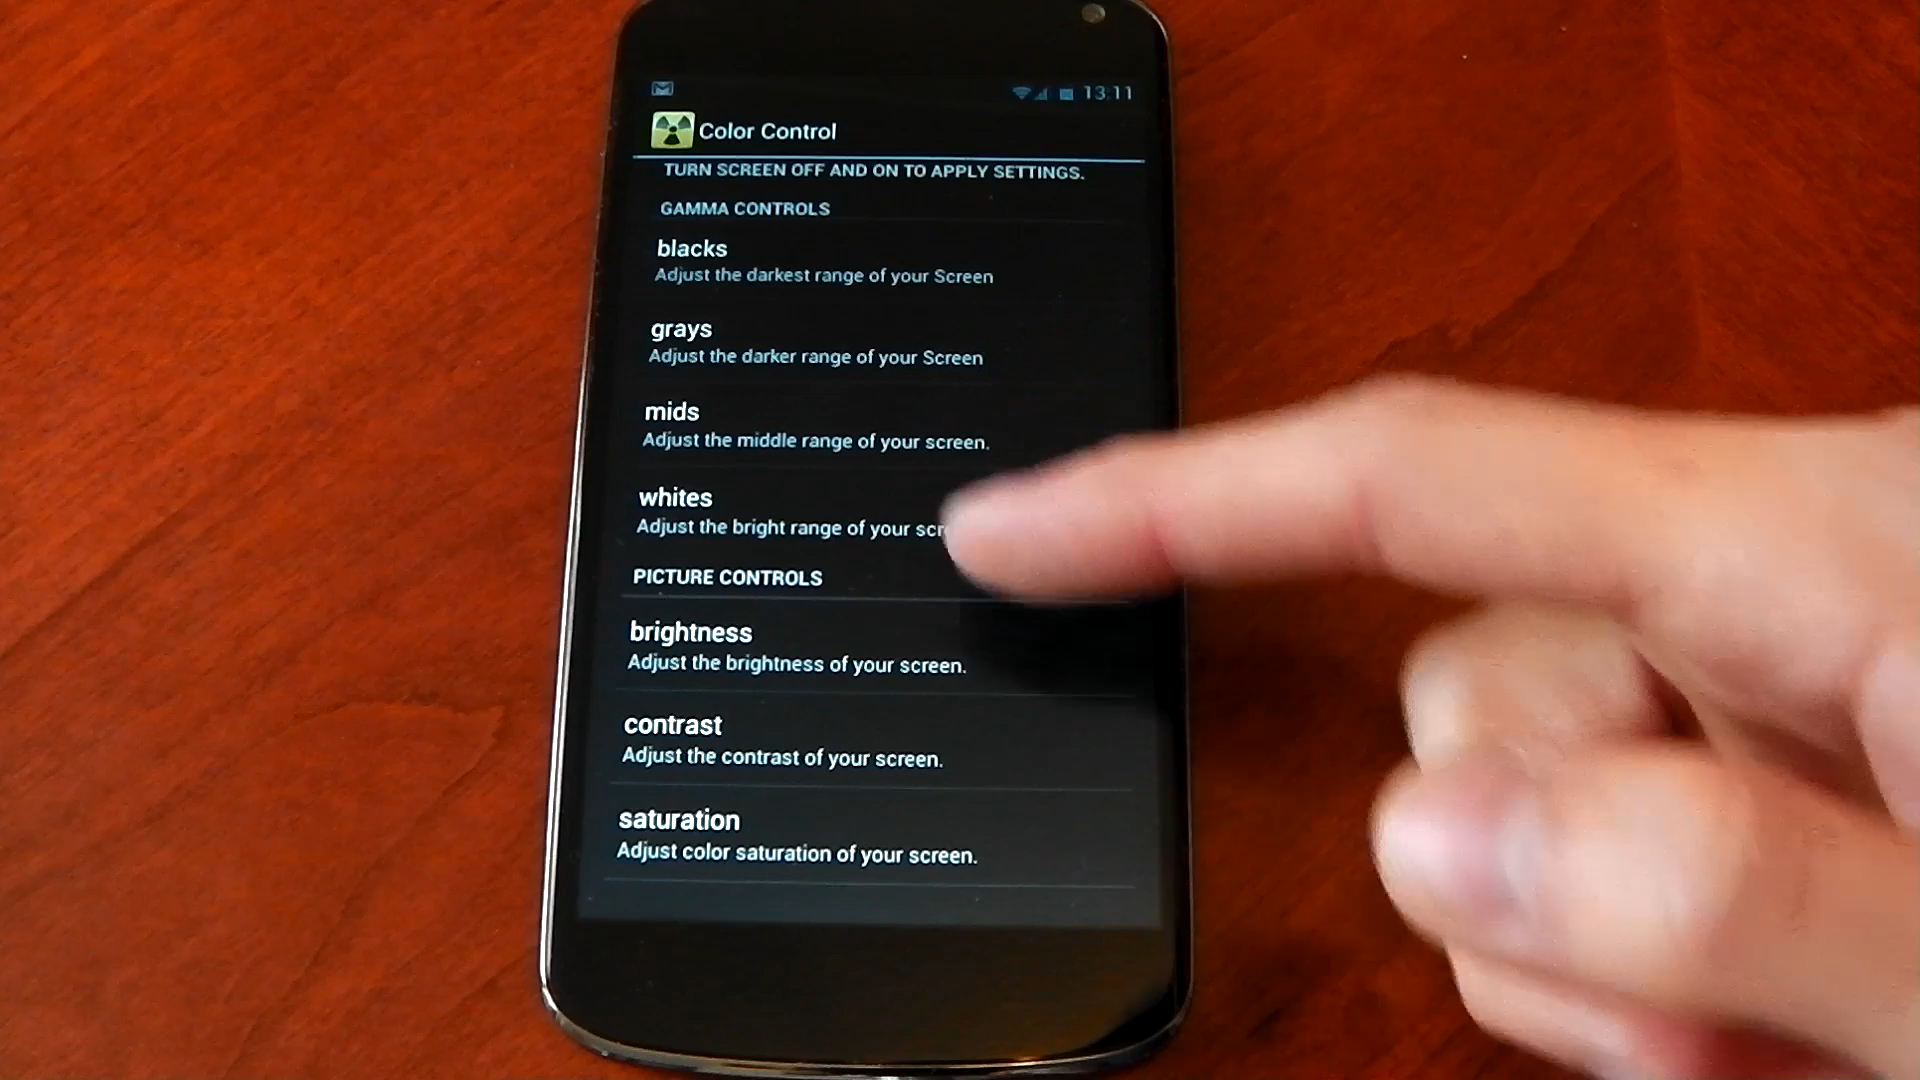 13:11
Color Control
TURN SCREEN OFF AND ON TO APPLY SETTINGS.
GAMMA CONTROLS
blacks
Adjust the darkest range of your Screen
grays
Adjust the darker range of your Screen
mids
Adjust the middle range of your screen.
whites
Adjust the bright range of your
PICTURE CONTROLS
brightness
Adjust the brightness of your screen.
contrast
Adjust the contrast of your screen.
saturation
Adjust color saturation of your screen.